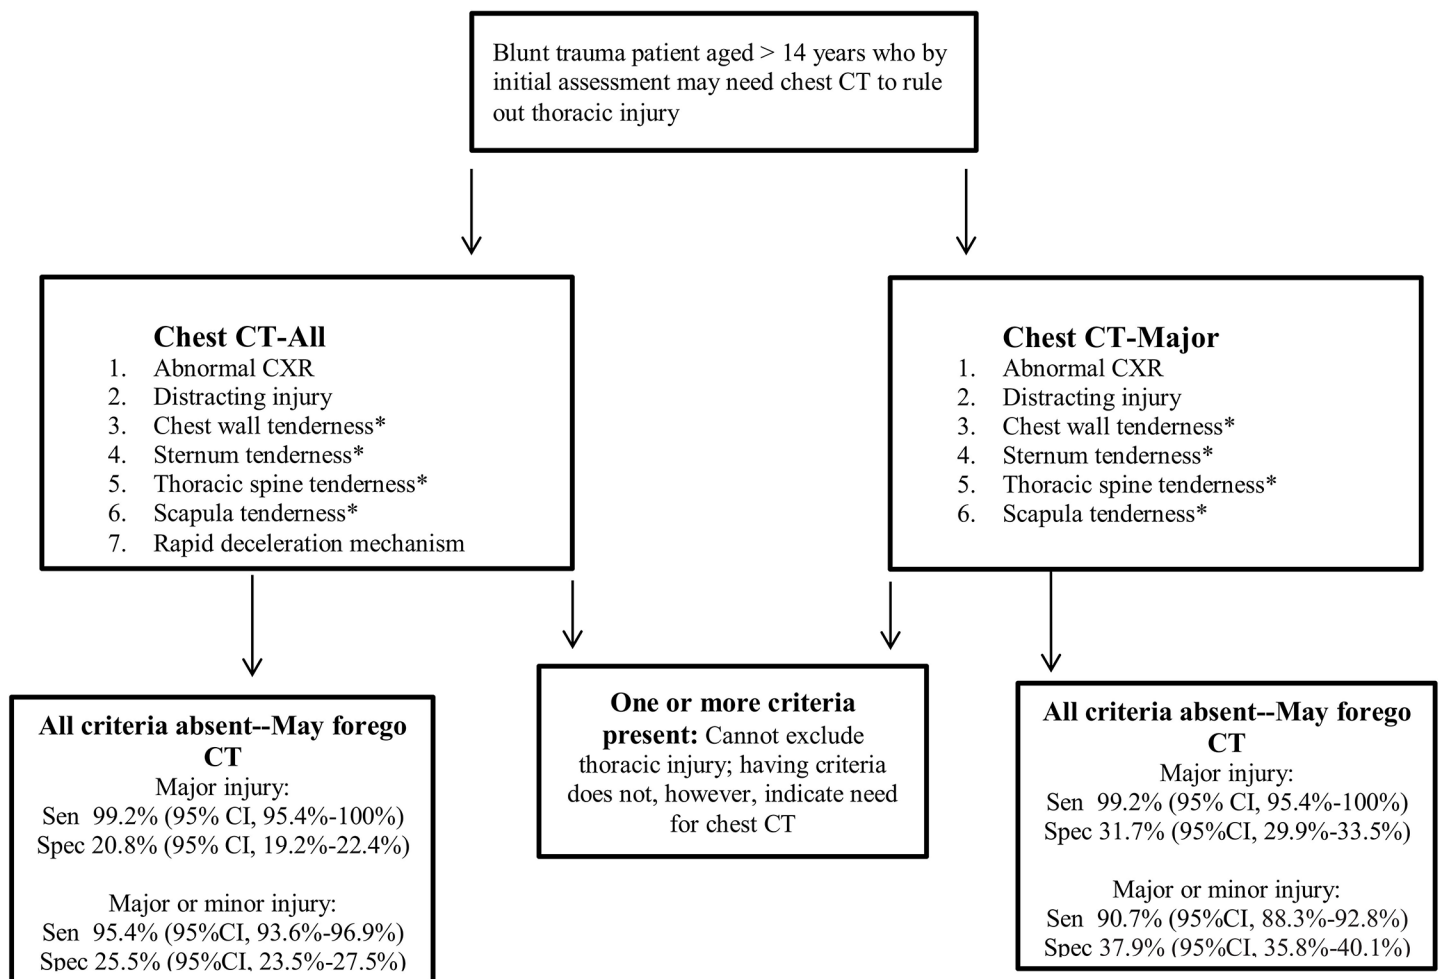 Blunt trauma patient aged > 14 years who by
initial assessment may need chest CT to rule
out thoracic injury
Chest CT-All
1. Abnormal CXR
2. Distracting injury
3. Chest wall tenderness*
4. Sternum tenderness*
5. Thoracic spine tenderness*
6. Scapula tenderness*
7. Rapid deceleration mechanism
Chest CT-Major
1. Abnormal CXR
2. Distracting injury
3. Chest wall tenderness*
4. Sternum tenderness*
5. Thoracic spine tenderness*
6. Scapula tenderness*
All criteria absent--May forego
CT
Major injury:
Sen 99.2% (95% CI, 95.4%-100%)
Spec 20.8% (95% CI, 19.2%-22.4%)
Major or minor injury:
Sen 95.4% (95%CI, 93.6%-96.9%)
Spec 25.5% (95%CI, 23.5%-27.5%)
One or more criteria
present: Cannot exclude
thoracic injury; having criteria
does not, however, indicate need
for chest CT
All criteria absent--May forego
CT
Major injury:
Sen 99.2% (95% CI, 95.4%-100%)
Spec 31.7% (95%CI, 29.9%-33.5%)
Major or minor injury:
Sen 90.7% (95%CI, 88.3%-92.8%)
Spec 37.9% (95%CI, 35.8%-40.1%)